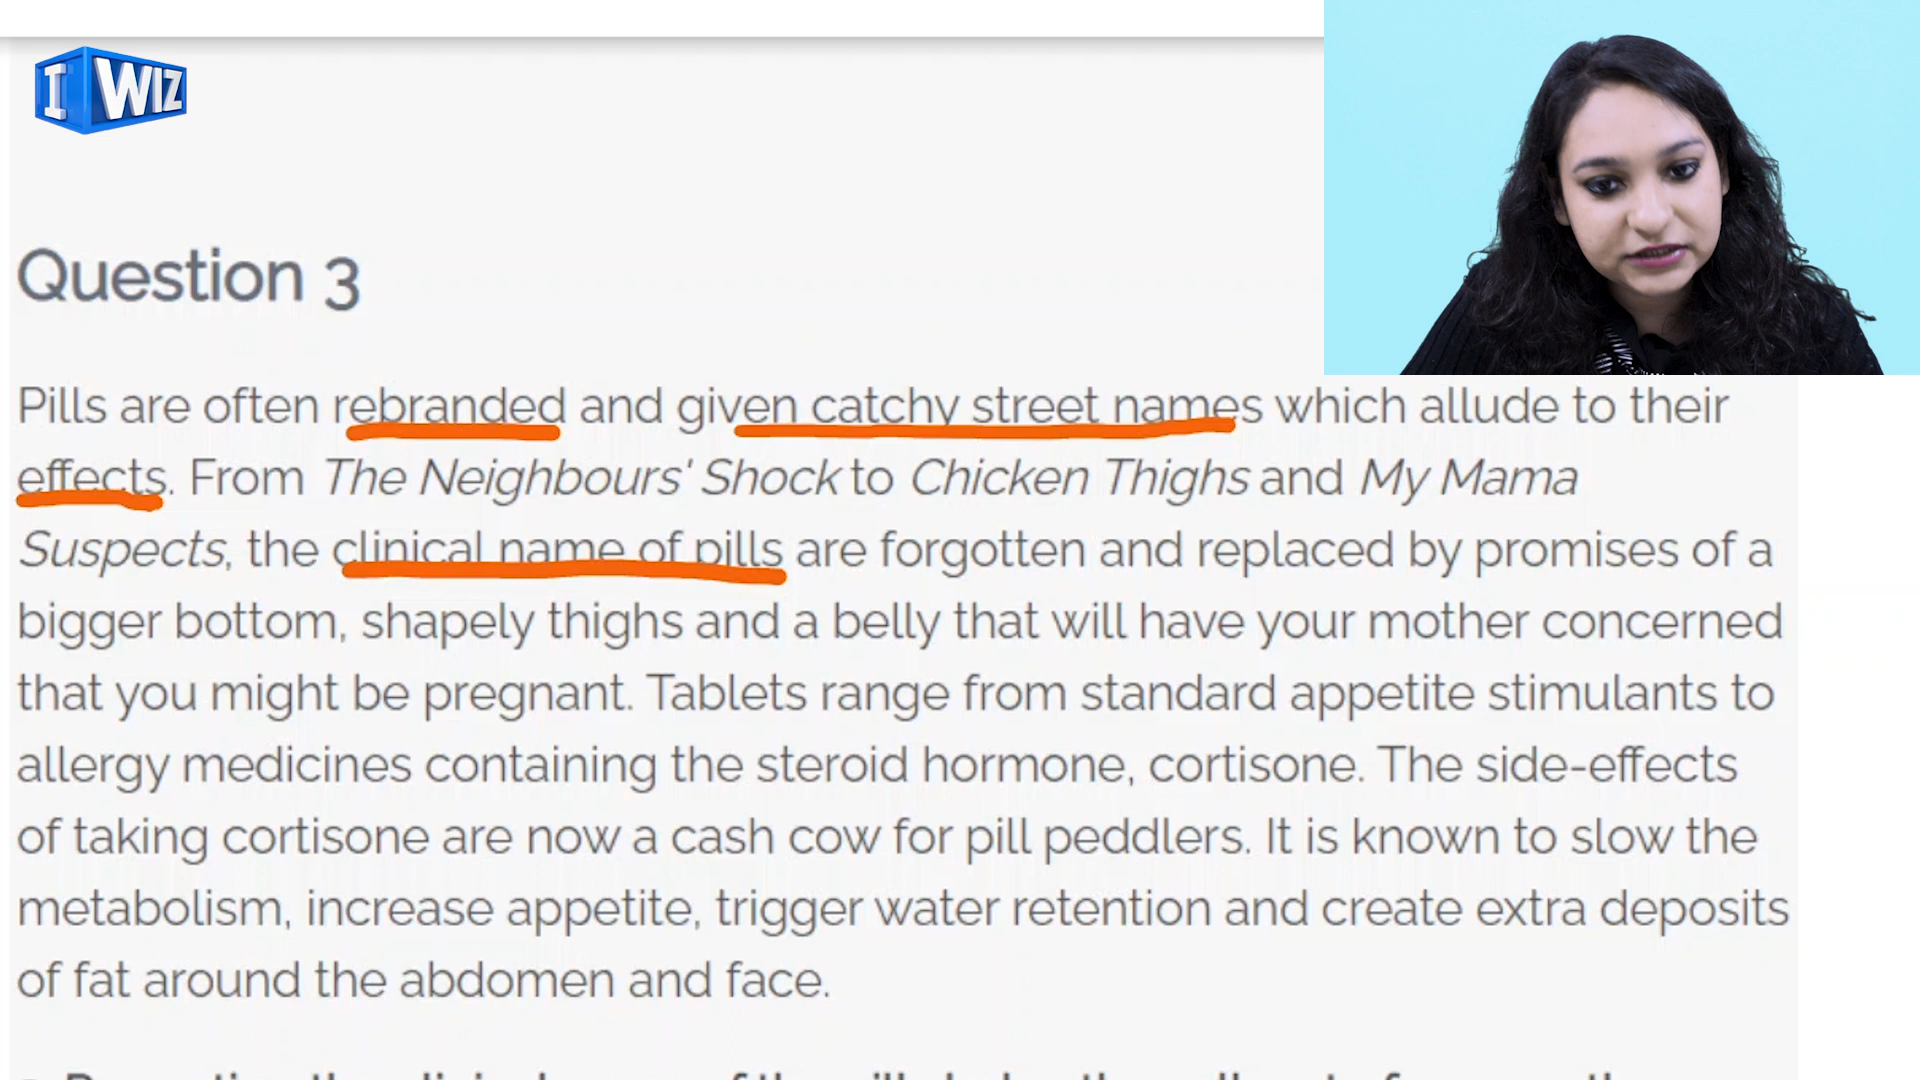 I WIZ
Question 3
Pills are often rebranded and given catchy street names which allude to their
effects. From The Neighbours' Shock to Chicken Thighs and My Mama
Suspects, the clinical name of pills are forgotten and replaced by promises of a
bigger bottom, shapely thighs and a belly that will have your mother concerned
that you might be pregnant. Tablets range from standard appetite stimulants to
allergy medicines containing the steroid hormone, cortisone. The side-effects
of taking cortisone are now a cash cow for pill peddlers. It is known to slow the
metabolism, increase appetite, trigger water retention and create extra deposits
of fat around the abdomen and face.